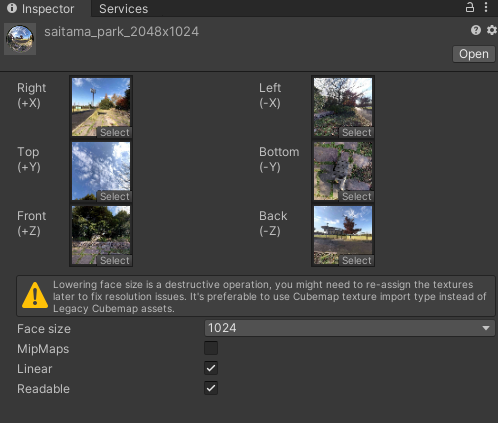 Inspector
Services
saitama_park_2048x1024
Open
Right
(+X)
Select
Left
(-X)
Select
Top
(+Y)
Select
Bottom
(-Y)
Select
Front
(+Z)
Select
Back
(-Z)
Select
Lowering face size is a destructive operation, you might need to re-assign the textures
later to fix resolution issues. It's preferable to use Cubemap texture import type instead of
Legacy Cubemap assets.
Face size
1024
MipMaps
Linear
Readable